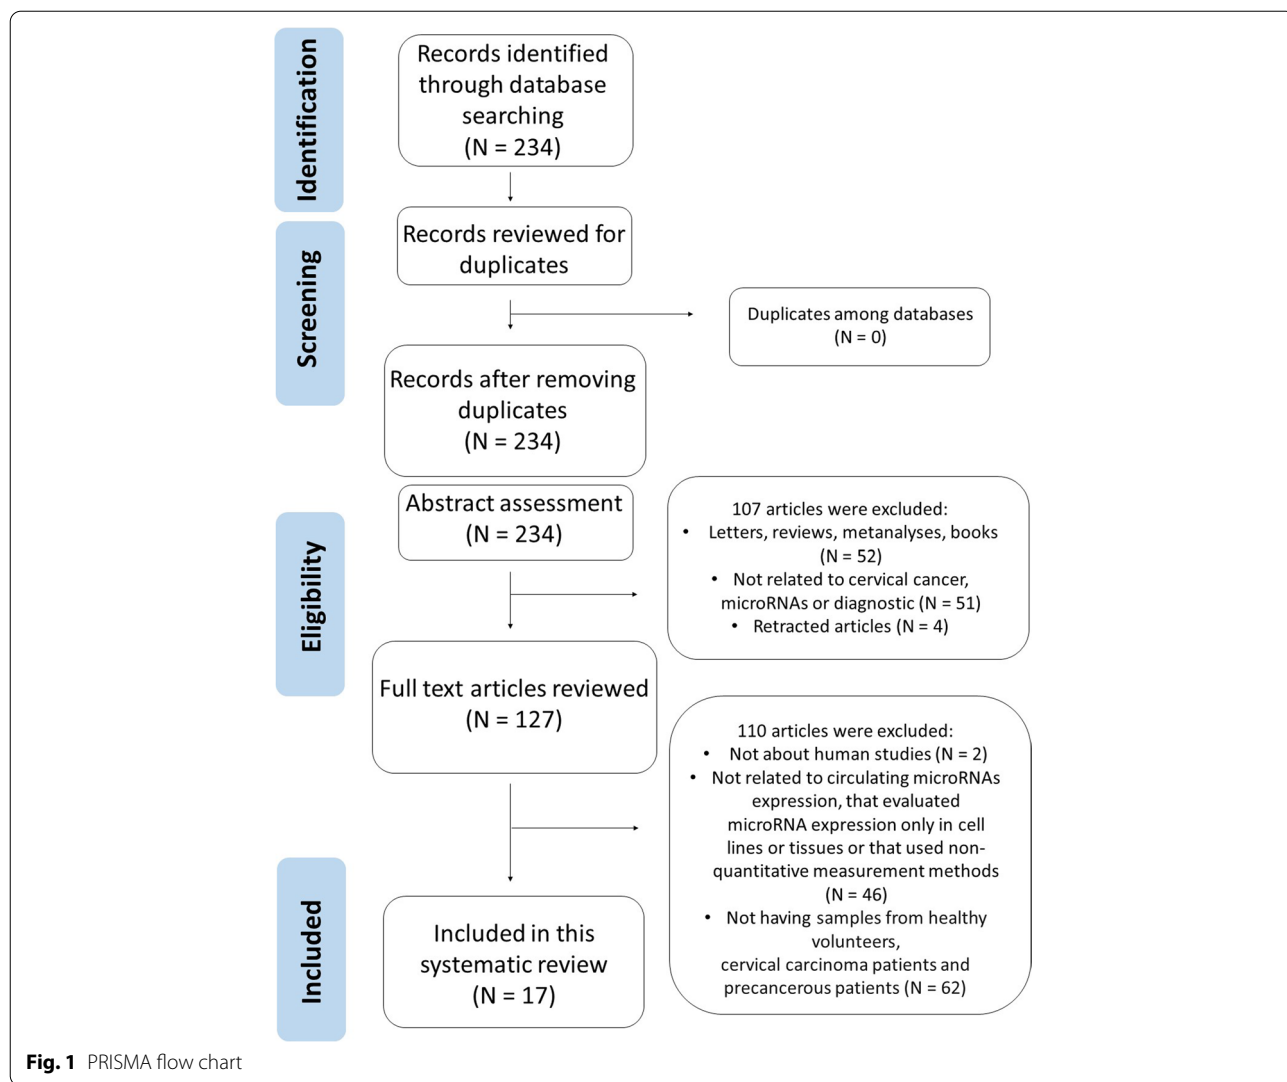 Identification
Records identified
through database
searching
(N = 234)
Screening
Records reviewed for
duplicates
Duplicates among databases
(N = 0)
Records after removing
duplicates
(N = 234)
Eligibility
Abstract assessment
(N = 234)
107 articles were excluded:
• Letters, reviews, metanalyses, books
(N = 52)
• Not related to cervical cancer,
microRNAs or diagnostic (N = 51)
• Retracted articles (N = 4)
Full text articles reviewed
(N = 127)
110 articles were excluded:
• Not about human studies (N = 2)
• Not related to circulating microRNAs
expression, that evaluated
microRNA expression only in cell
lines or tissues or that used non-
quantitative measurement methods
(N = 46)
• Not having samples from healthy
volunteers,
cervical carcinoma patients and
precancerous patients (N = 62)
Included
Included in this
systematic review
(N = 17)
Fig. 1 PRISMA flow chart